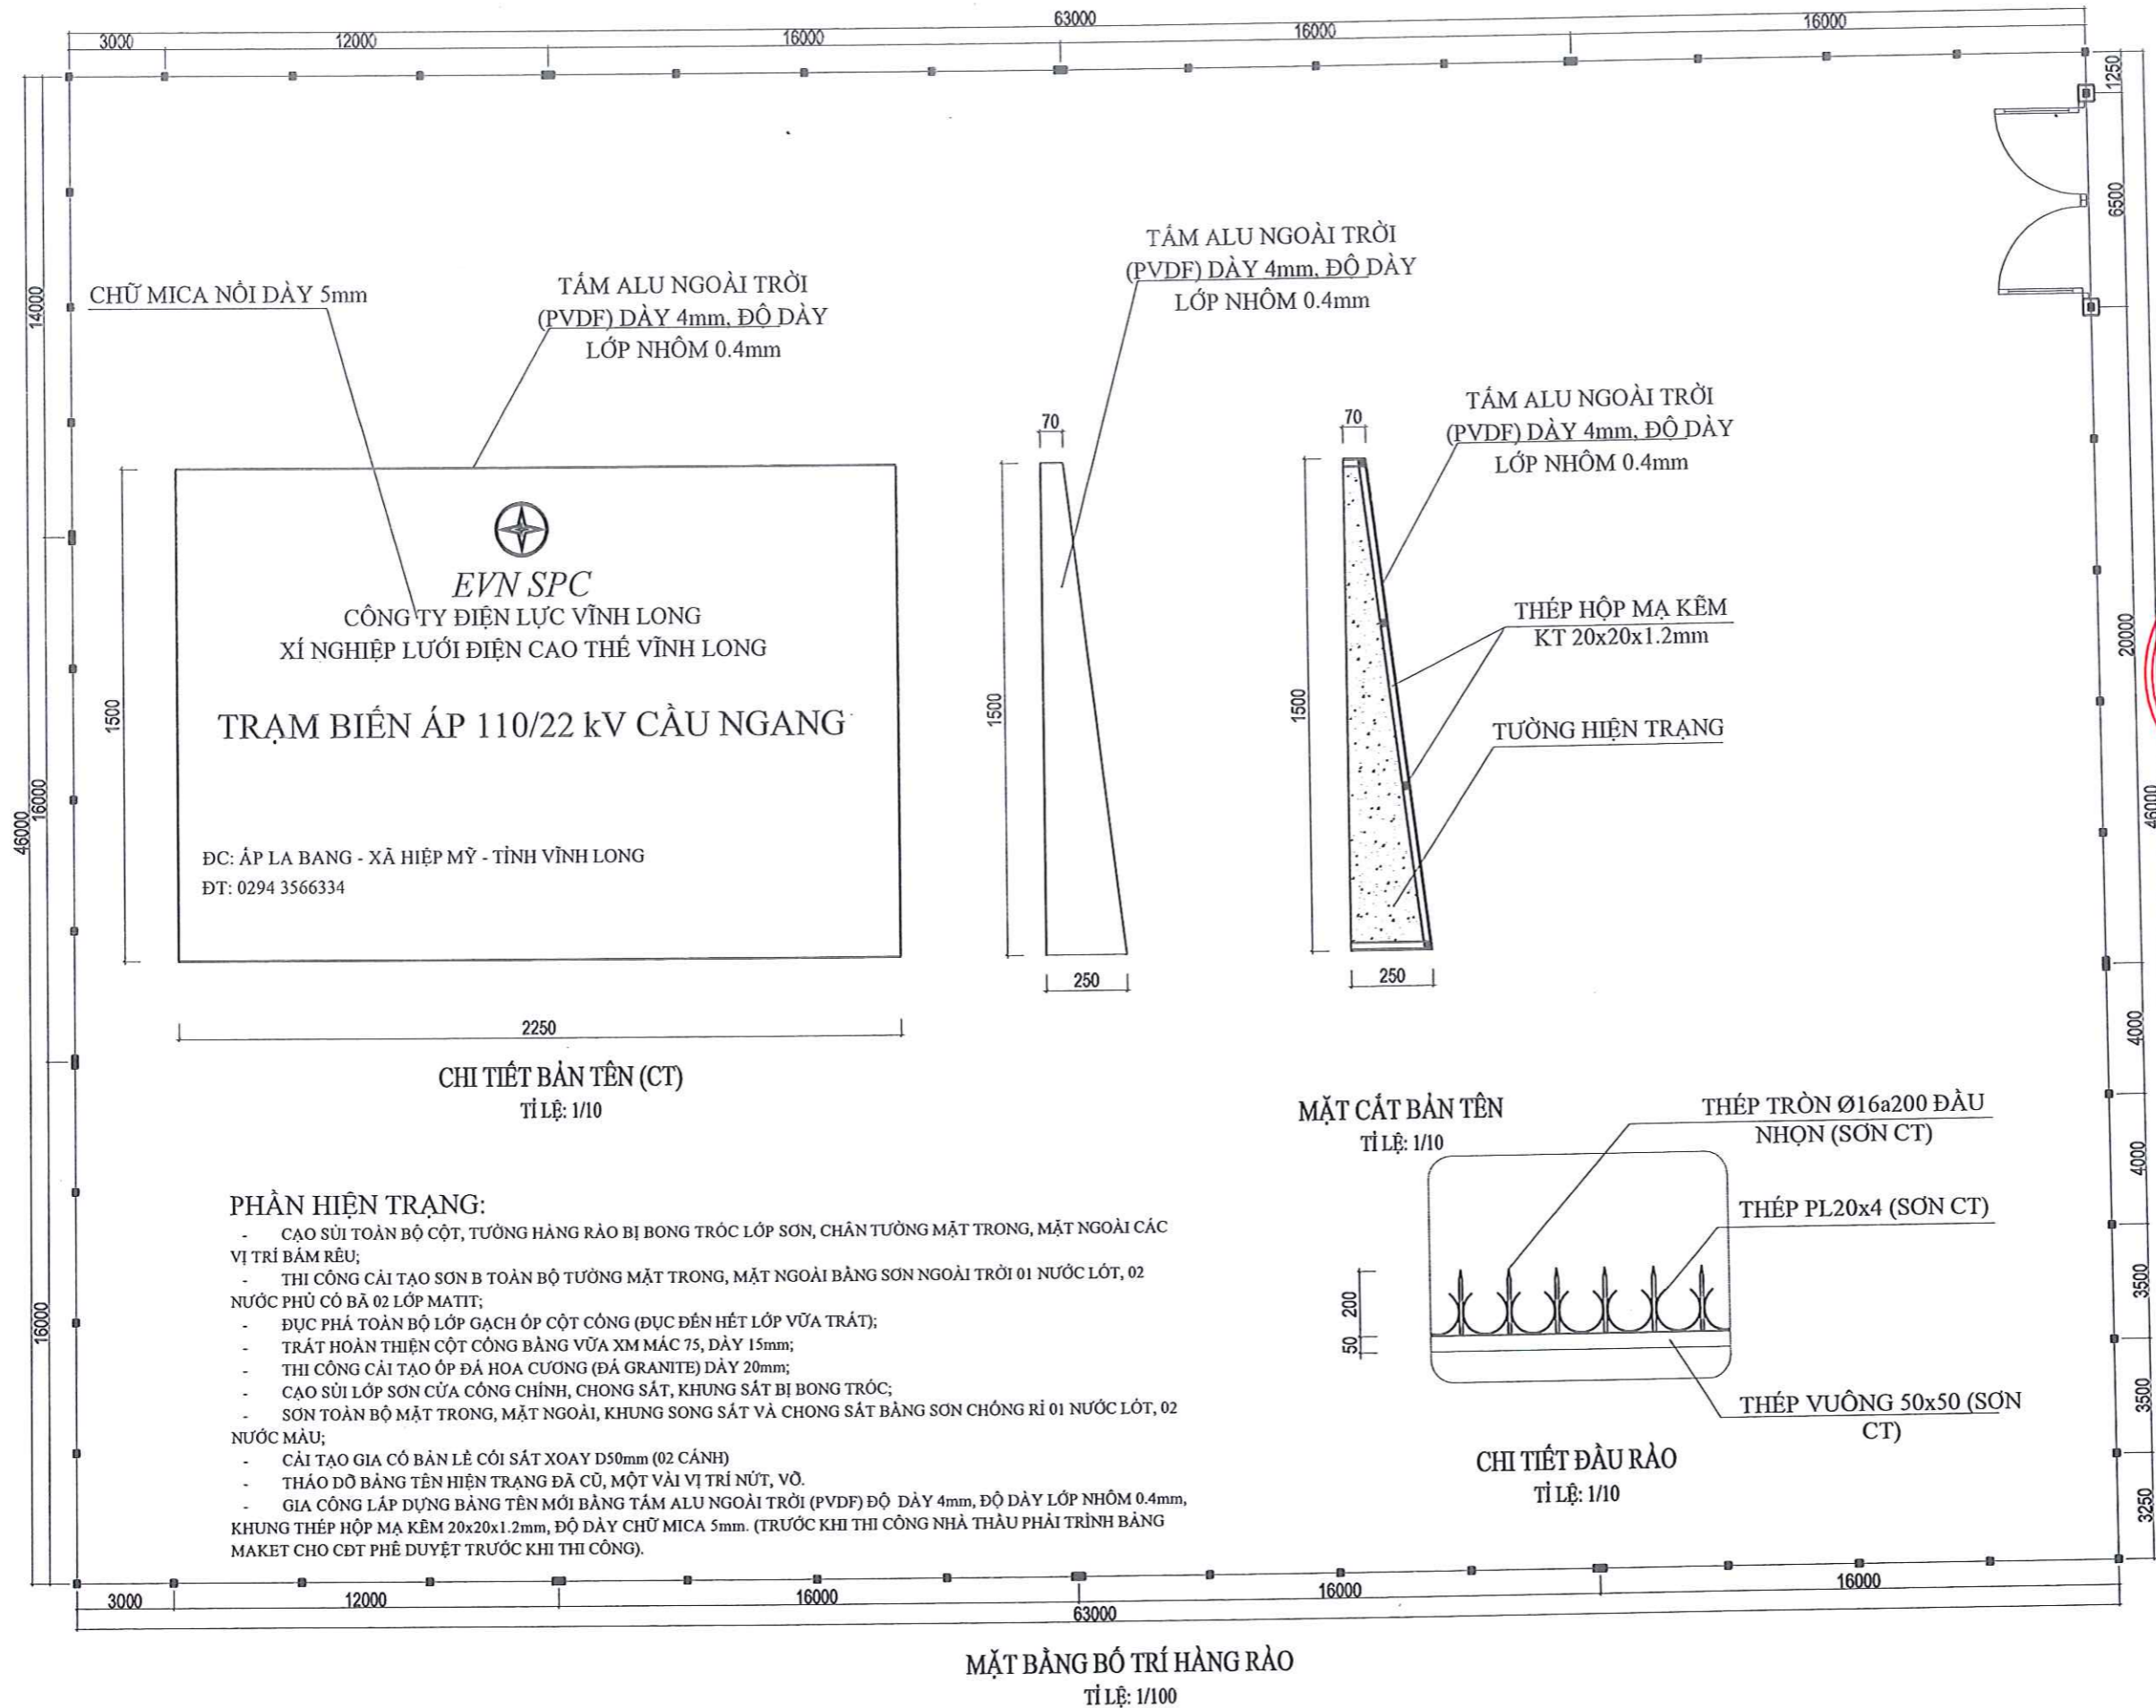 63000
3000
12000
16000
16000
16000
1250
6500
20000
46000
4000
4000
3500
3500
3250
14000
16000
46000
16000
CHỮ MICA NỔI DÀY 5mm
TẤM ALU NGOÀI TRỜI
(PVDF) DÀY 4mm, ĐỘ DÀY
LỚP NHÔM 0.4mm
TẤM ALU NGOÀI TRỜI
(PVDF) DÀY 4mm, ĐỘ DÀY
LỚP NHÔM 0.4mm
TẤM ALU NGOÀI TRỜI
(PVDF) DÀY 4mm, ĐỘ DÀY
LỚP NHÔM 0.4mm
THÉP HỘP MẠ KẼM
KT 20x20x1.2mm
TƯỜNG HIỆN TRẠNG
70
70
1500
1500
1500
250
250
2250
EVN SPC
CÔNG TY ĐIỆN LỰC VĨNH LONG
XÍ NGHIỆP LƯỚI ĐIỆN CAO THẾ VĨNH LONG
TRẠM BIẾN ÁP 110/22 kV CẦU NGANG
ĐC: ẤP LA BANG - XÃ HIỆP MỸ - TỈNH VĨNH LONG
ĐT: 0294 3566334
CHI TIẾT BẢN TÊN (CT)
TỈ LỆ: 1/10
MẶT CẮT BẢN TÊN
TỈ LỆ: 1/10
THÉP TRÒN Ø16a200 ĐẦU
NHỌN (SƠN CT)
THÉP PL20x4 (SƠN CT)
THÉP VUÔNG 50x50 (SƠN
CT)
200
50
CHI TIẾT ĐẦU RÀO
TỈ LỆ: 1/10
PHẦN HIỆN TRẠNG:
- CẠO SỦI TOÀN BỘ CỘT, TƯỜNG HÀNG RÀO BỊ BONG TRÓC LỚP SƠN, CHÂN TƯỜNG MẶT TRONG, MẶT NGOÀI CÁC
VỊ TRÍ BÁM RÊU;
- THI CÔNG CẢI TẠO SƠN B TOÀN BỘ TƯỜNG MẶT TRONG, MẶT NGOÀI BẰNG SƠN NGOÀI TRỜI 01 NƯỚC LÓT, 02
NƯỚC PHỦ CÓ BẢ 02 LỚP MATIT;
- ĐỤC PHÁ TOÀN BỘ LỚP GẠCH ỐP CỘT CỔNG (ĐỤC ĐẾN HẾT LỚP VỮA TRÁT);
- TRÁT HOÀN THIỆN CỘT CỔNG BẰNG VỮA XM MÁC 75, DÀY 15mm;
- THI CÔNG CẢI TẠO ỐP ĐÁ HOA CƯƠNG (ĐÁ GRANITE) DÀY 20mm;
- CẠO SỦI LỚP SƠN CỬA CỔNG CHÍNH, CHONG SẮT, KHUNG SẮT BỊ BONG TRÓC;
- SƠN TOÀN BỘ MẶT TRONG, MẶT NGOÀI, KHUNG SONG SẮT VÀ CHONG SẮT BẰNG SƠN CHỐNG RỈ 01 NƯỚC LÓT, 02
NƯỚC MÀU;
- CẢI TẠO GIA CỐ BẢN LỀ CỐI SẮT XOAY D50mm (02 CÁNH)
- THÁO DỠ BẢNG TÊN HIỆN TRẠNG ĐÃ CŨ, MỘT VÀI VỊ TRÍ NỨT, VỠ.
- GIA CÔNG LẮP DỰNG BẢNG TÊN MỚI BẰNG TẤM ALU NGOÀI TRỜI (PVDF) ĐỘ DÀY 4mm, ĐỘ DÀY LỚP NHÔM 0.4mm,
KHUNG THÉP HỘP MẠ KẼM 20x20x1.2mm, ĐỘ DÀY CHỮ MICA 5mm. (TRƯỚC KHI THI CÔNG NHÀ THẦU PHẢI TRÌNH BẢNG
MAKET CHO CĐT PHÊ DUYỆT TRƯỚC KHI THI CÔNG).
3000
12000
16000
16000
16000
63000
MẶT BẰNG BỐ TRÍ HÀNG RÀO
TỈ LỆ: 1/100